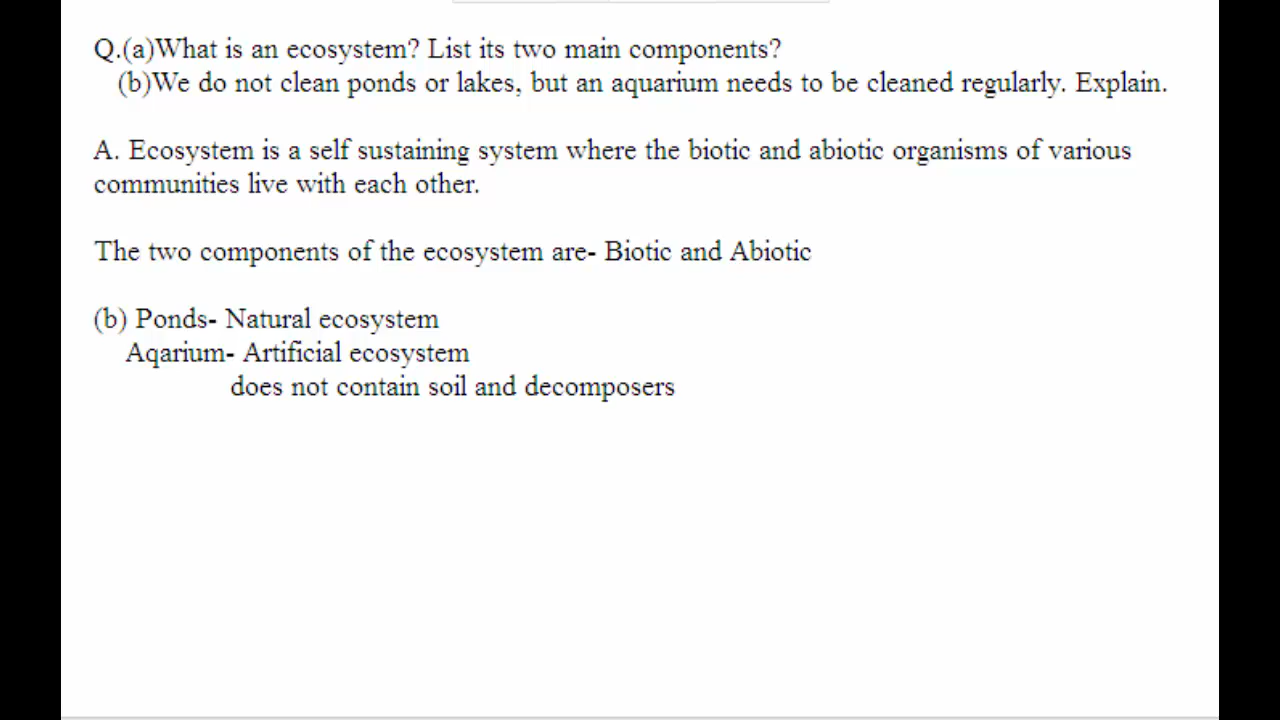 Q.(a)What is an ecosystem? List its two main components?
(b)We do not clean ponds or lakes, but an aquarium needs to be cleaned regularly. Explain.
A. Ecosystem is a self sustaining system where the biotic and abiotic organisms of various
communities live with each other.
The two components of the ecosystem are- Biotic and Abiotic
(b) Ponds- Natural ecosystem
Aqarium- Artificial ecosystem
does not contain soil and decomposers